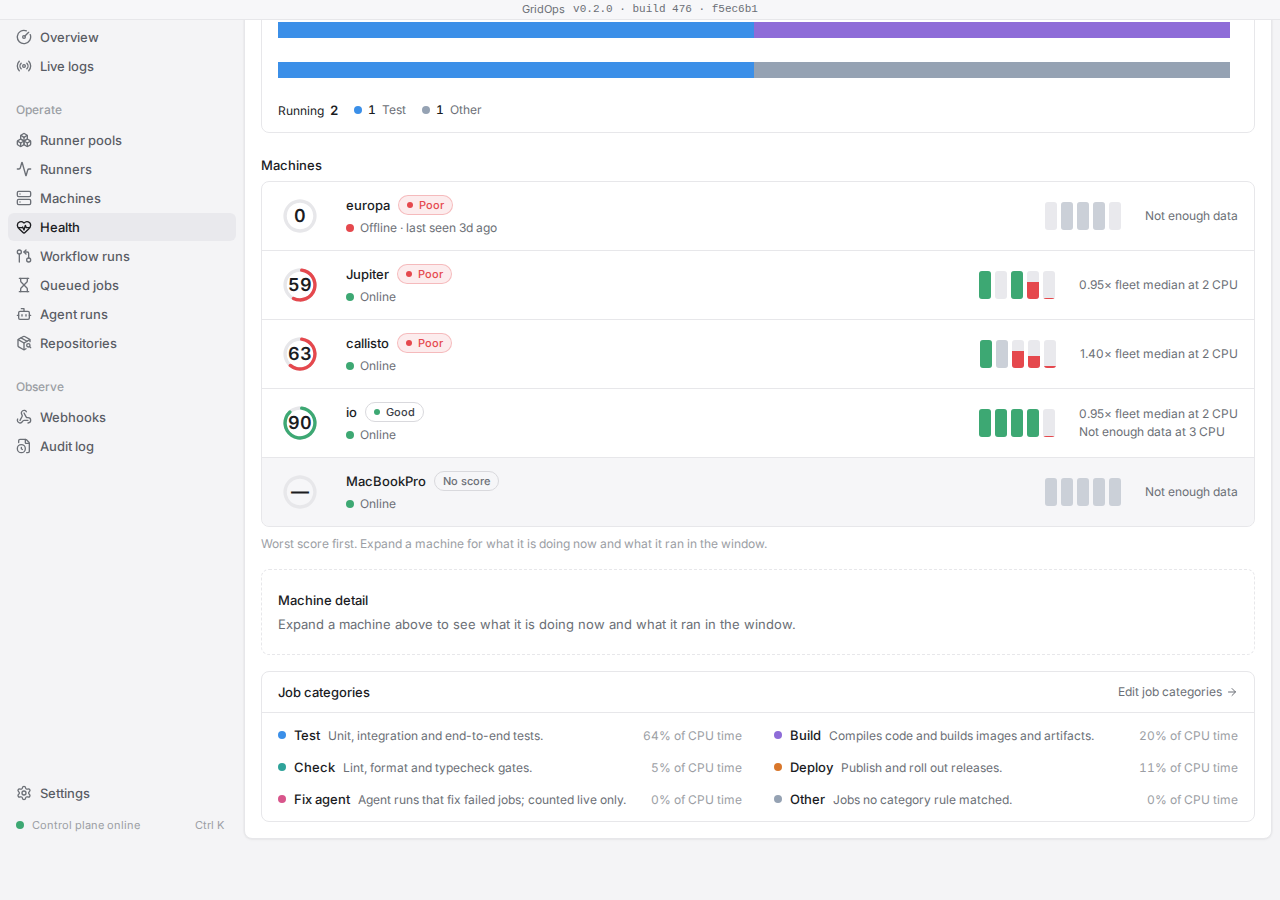 GridOps v0.2.0 · build 476 · f5ec6b1
Overview
Live logs
Operate
Runner pools
Runners
Machines
Health
Workflow runs
Queued jobs
Agent runs
Repositories
Observe
Webhooks
Audit log
Settings
Control plane online Ctrl K
Running 2 1 Test 1 Other
Machines
0 europa Poor
Offline · last seen 3d ago
Not enough data
59 Jupiter Poor
Online
0.95× fleet median at 2 CPU
63 callisto Poor
Online
1.40× fleet median at 2 CPU
90 io Good
Online
0.95× fleet median at 2 CPU
Not enough data at 3 CPU
— MacBookPro No score
Online
Not enough data
Worst score first. Expand a machine for what it is doing now and what it ran in the window.
Machine detail
Expand a machine above to see what it is doing now and what it ran in the window.
Job categories Edit job categories →
Test Unit, integration and end-to-end tests. 64% of CPU time
Build Compiles code and builds images and artifacts. 20% of CPU time
Check Lint, format and typecheck gates. 5% of CPU time
Deploy Publish and roll out releases. 11% of CPU time
Fix agent Agent runs that fix failed jobs; counted live only. 0% of CPU time
Other Jobs no category rule matched. 0% of CPU time